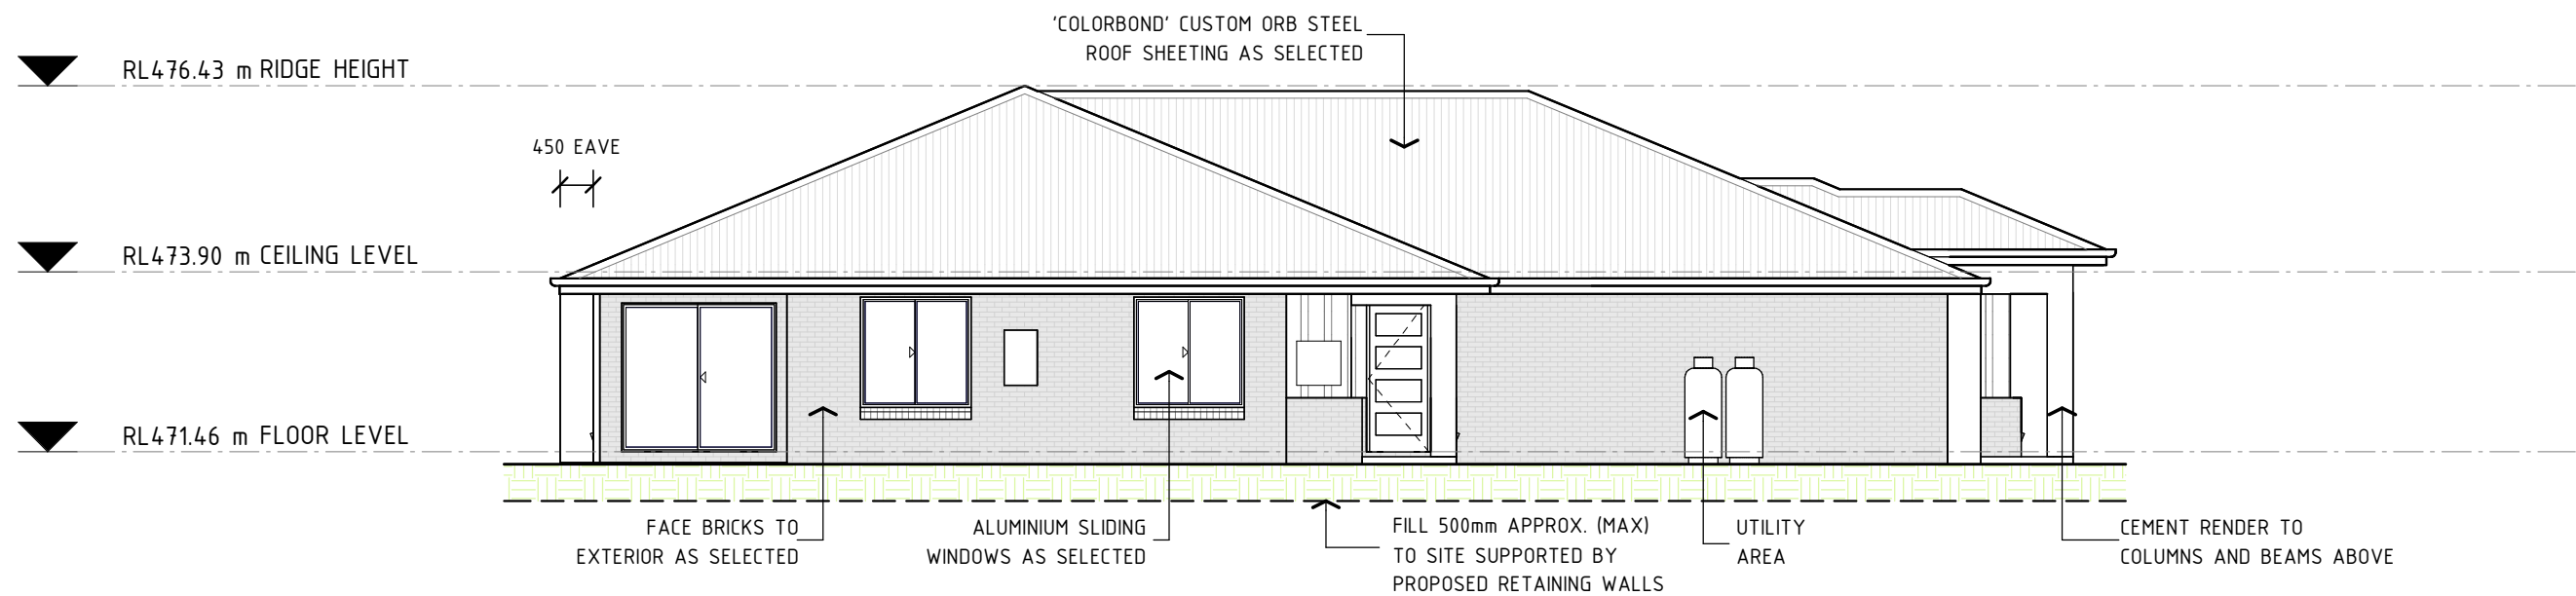 'COLORBOND' CUSTOM ORB STEEL
ROOF SHEETING AS SELECTED
RL476.43 m RIDGE HEIGHT
450 EAVE
RL473.90 m CEILING LEVEL
RL471.46 m FLOOR LEVEL
FACE BRICKS TO
EXTERIOR AS SELECTED
ALUMINIUM SLIDING
WINDOWS AS SELECTED
FILL 500mm APPROX. (MAX)
TO SITE SUPPORTED BY
PROPOSED RETAINING WALLS
UTILITY
AREA
CEMENT RENDER TO
COLUMNS AND BEAMS ABOVE